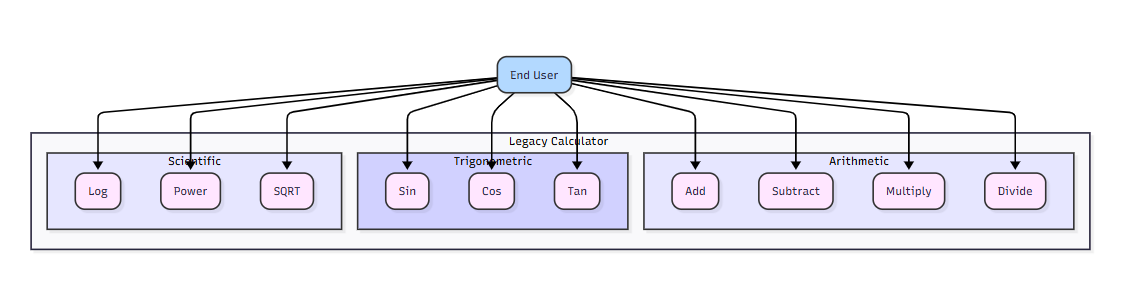 End User
Legacy Calculator
Scientific
Trigonometric
Arithmetic
Log
Power
SQRT
Sin
Cos
Tan
Add
Subtract
Multiply
Divide